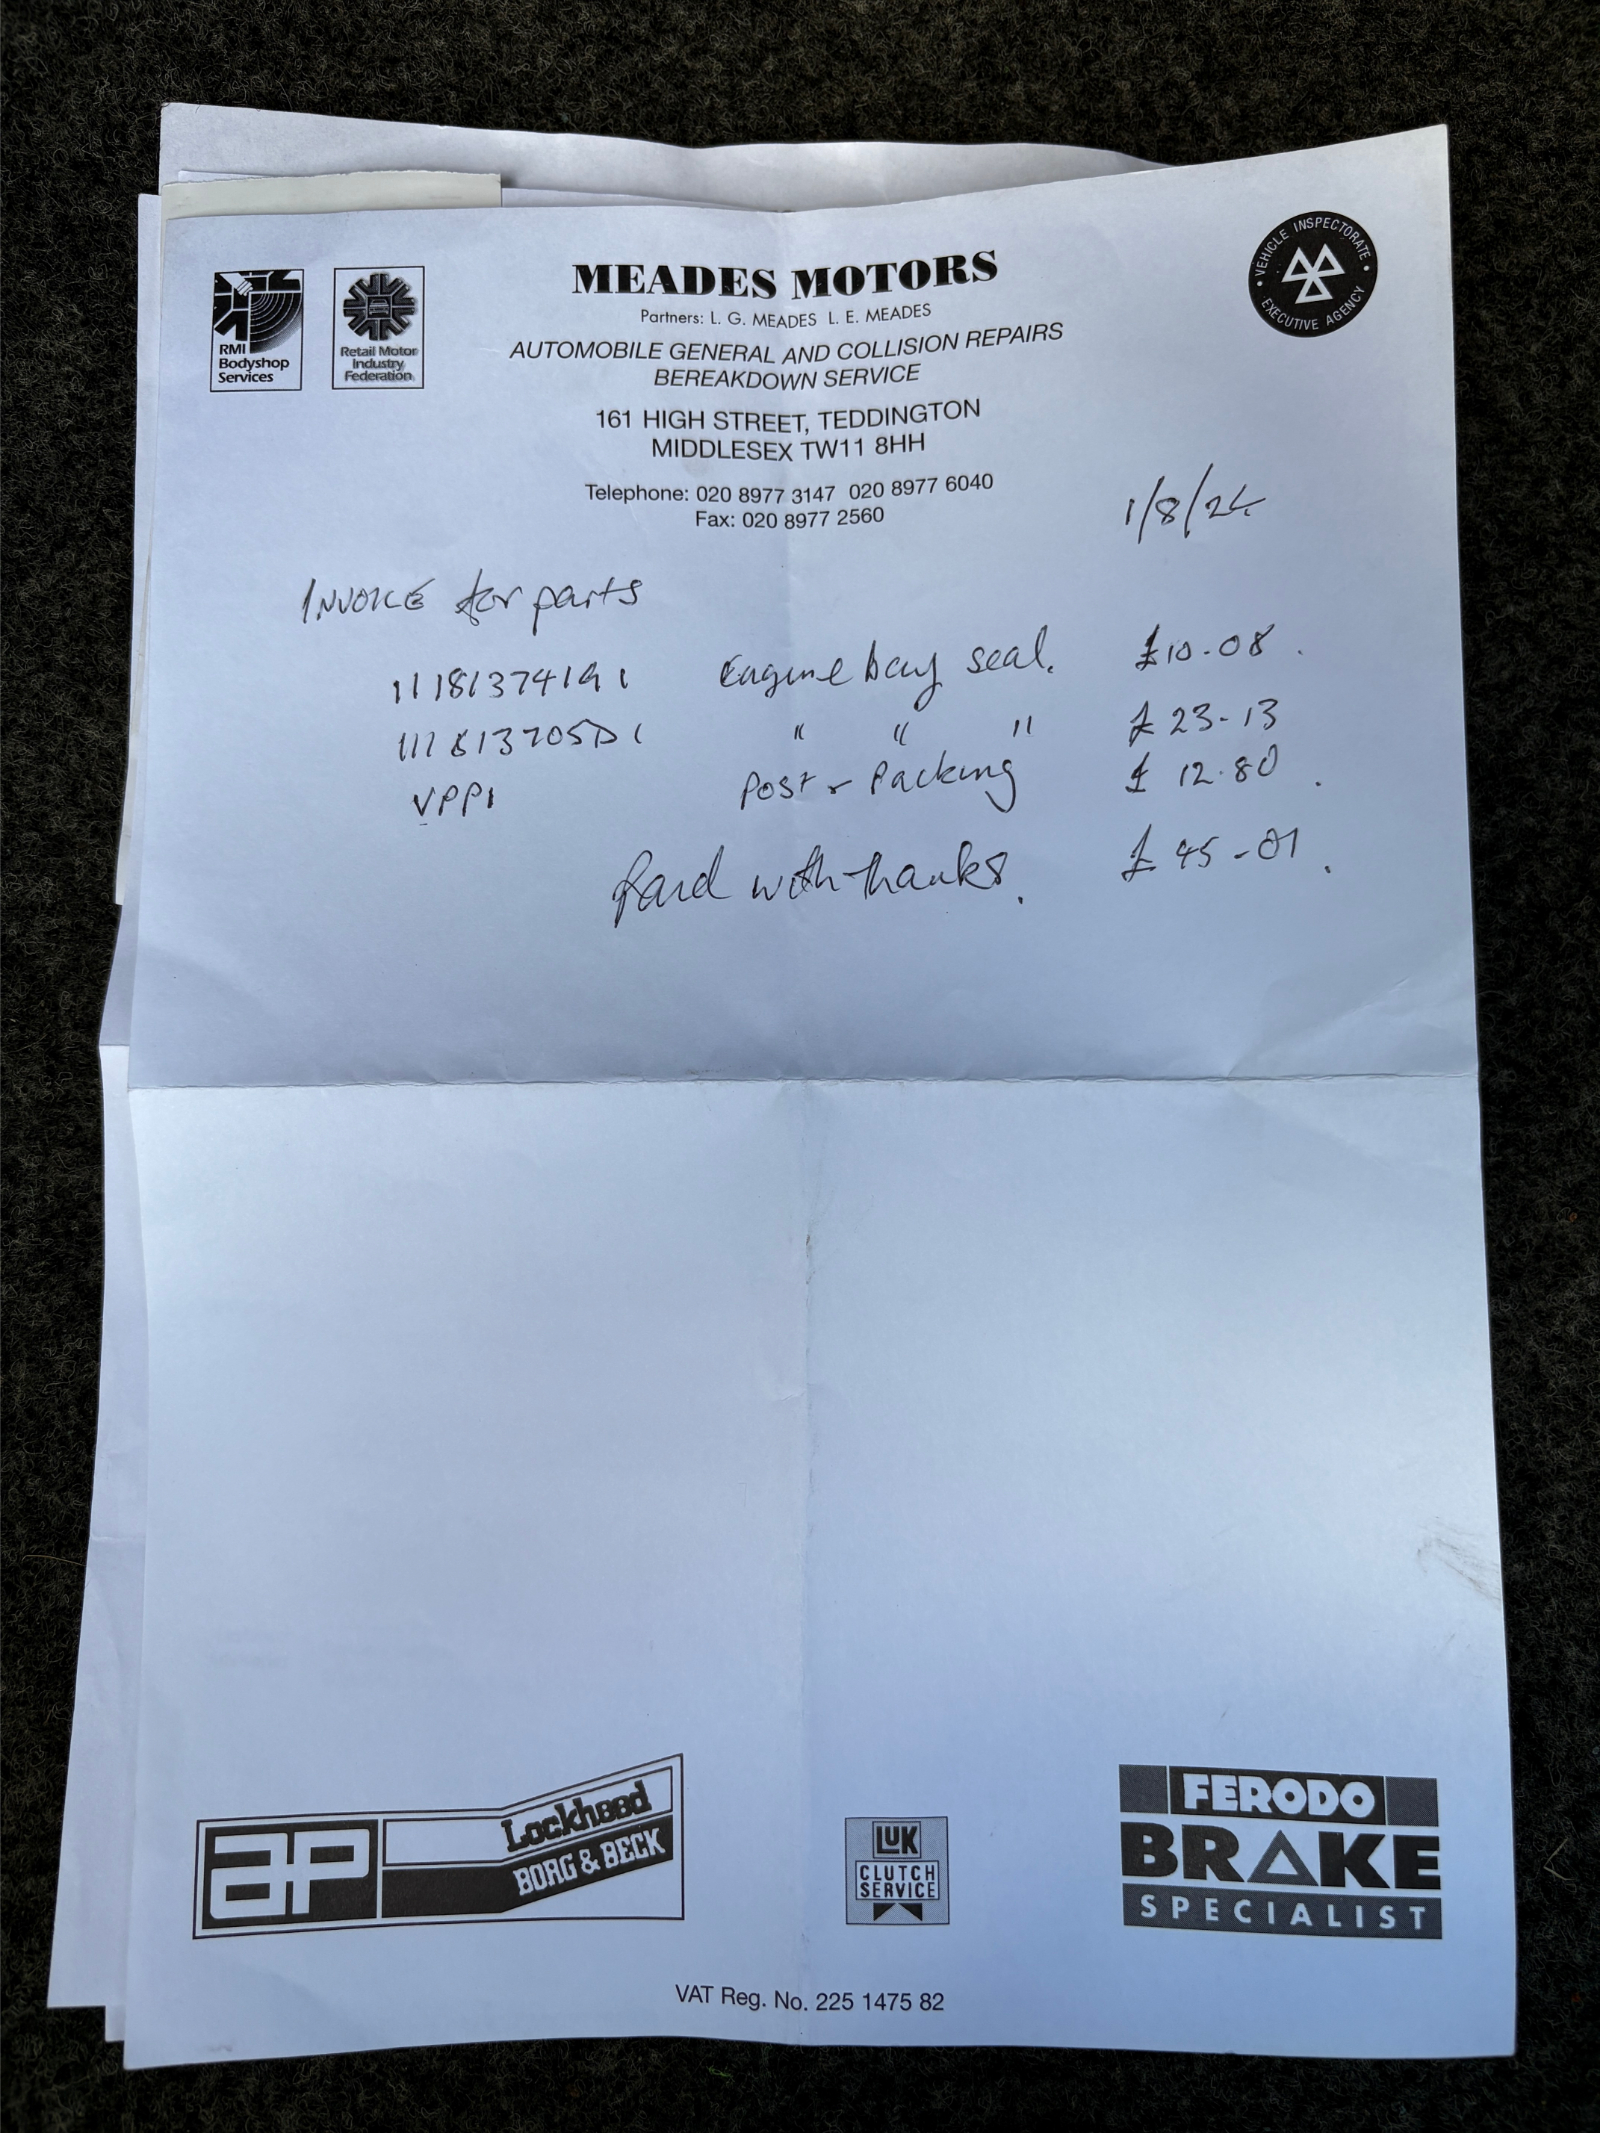 RMI
Bodyshop
Services
Retail Motor
Industry
Federation
MEADES MOTORS
Partners: L. G. MEADES L. E. MEADES
AUTOMOBILE GENERAL AND COLLISION REPAIRS
BEREAKDOWN SERVICE
161 HIGH STREET, TEDDINGTON
MIDDLESEX TW11 8HH
Telephone: 020 8977 3147 020 8977 6040
Fax: 020 8977 2560
• VEHICLE INSPECTORATE •
EXECUTIVE AGENCY
1/8/24
INVOICE for parts
11181374191 Engine bay seal. £10-08.
111813705D1 " " " £23-13
VPP1 Post & Packing £12.80.
Paid with thanks. £45-01.
AP Lockheed
BORG & BECK
LUK
CLUTCH
SERVICE
FERODO
BRAKE
SPECIALIST
VAT Reg. No. 225 1475 82